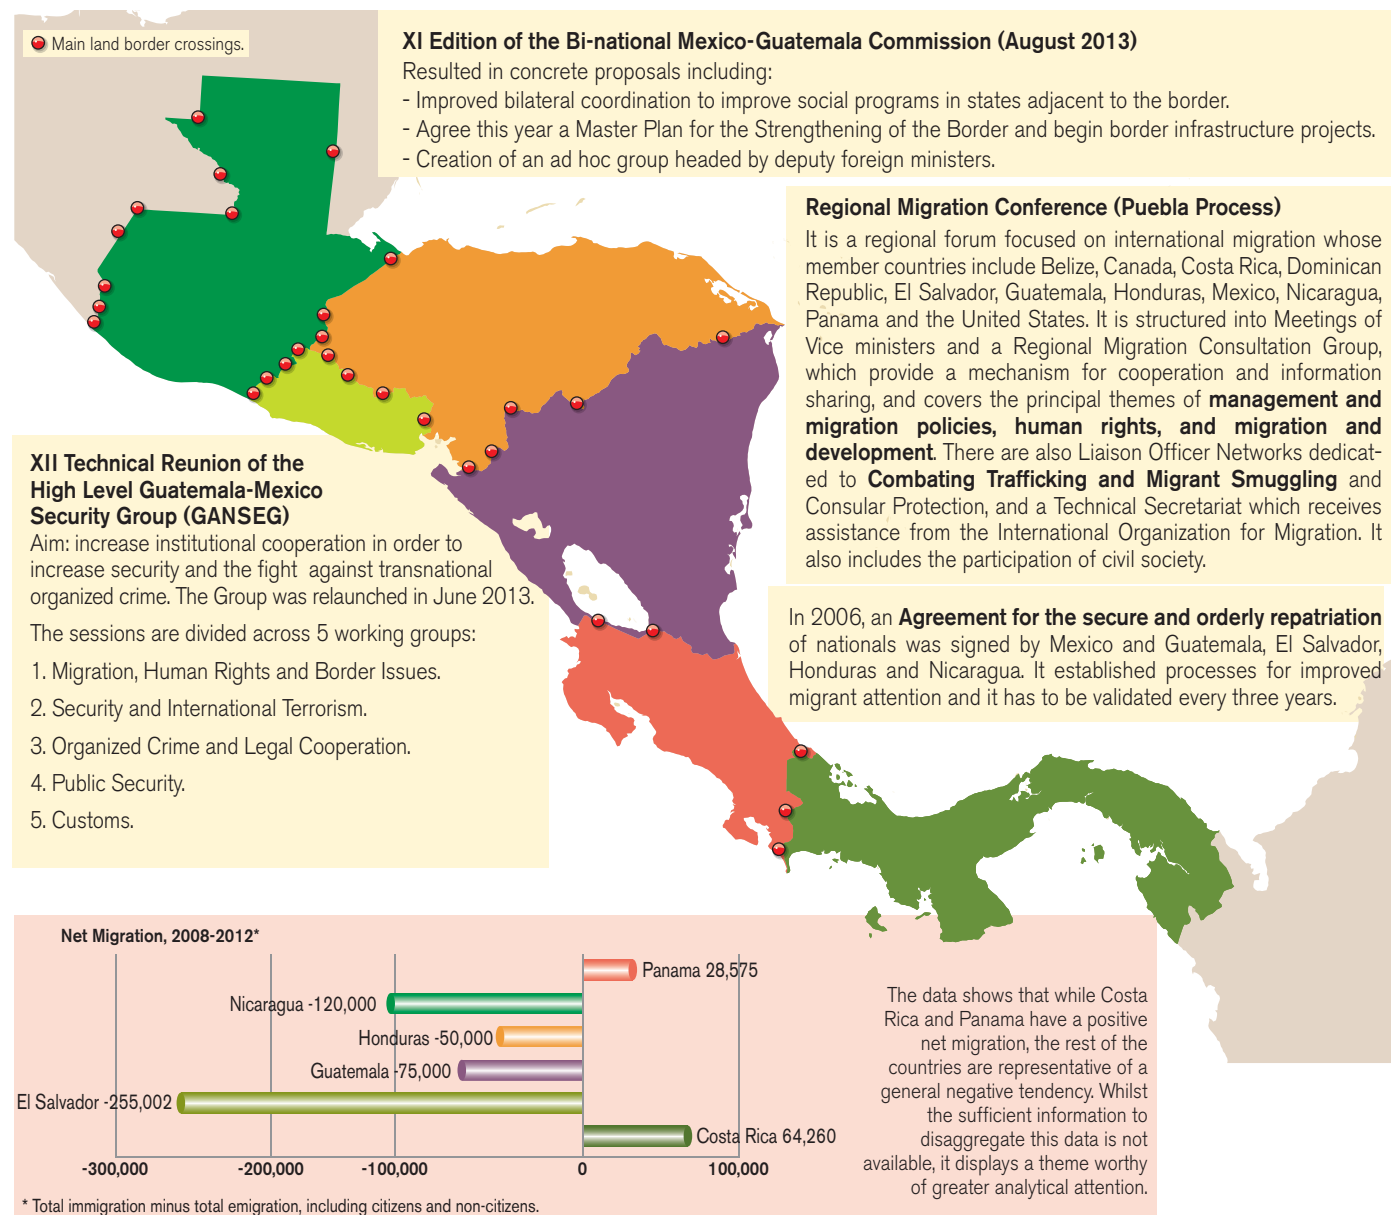 Main land border crossings.
XI Edition of the Bi-national Mexico-Guatemala Commission (August 2013)
Resulted in concrete proposals including:
- Improved bilateral coordination to improve social programs in states adjacent to the border.
- Agree this year a Master Plan for the Strengthening of the Border and begin border infrastructure projects.
- Creation of an ad hoc group headed by deputy foreign ministers.
Regional Migration Conference (Puebla Process)
It is a regional forum focused on international migration whose
member countries include Belize, Canada, Costa Rica, Dominican
Republic, El Salvador, Guatemala, Honduras, Mexico, Nicaragua,
Panama and the United States. It is structured into Meetings of
Vice ministers and a Regional Migration Consultation Group,
which provide a mechanism for cooperation and information
sharing, and covers the principal themes of management and
migration policies, human rights, and migration and
development. There are also Liaison Officer Networks dedicat-
ed to Combating Trafficking and Migrant Smuggling and
Consular Protection, and a Technical Secretariat which receives
assistance from the International Organization for Migration. It
also includes the participation of civil society.
XII Technical Reunion of the
High Level Guatemala-Mexico
Security Group (GANSEG)
Aim: increase institutional cooperation in order to
increase security and the fight against transnational
organized crime. The Group was relaunched in June 2013.
The sessions are divided across 5 working groups:
1. Migration, Human Rights and Border Issues.
2. Security and International Terrorism.
3. Organized Crime and Legal Cooperation.
4. Public Security.
5. Customs.
In 2006, an Agreement for the secure and orderly repatriation
of nationals was signed by Mexico and Guatemala, El Salvador,
Honduras and Nicaragua. It established processes for improved
migrant attention and it has to be validated every three years.
Net Migration, 2008-2012*
Panama 28,575
Nicaragua -120,000
Honduras -50,000
Guatemala -75,000
El Salvador -255,002
Costa Rica 64,260
-300,000 -200,000 -100,000 0 100,000
* Total immigration minus total emigration, including citizens and non-citizens.
The data shows that while Costa
Rica and Panama have a positive
net migration, the rest of the
countries are representative of a
general negative tendency. Whilst
the sufficient information to
disaggregate this data is not
available, it displays a theme worthy
of greater analytical attention.